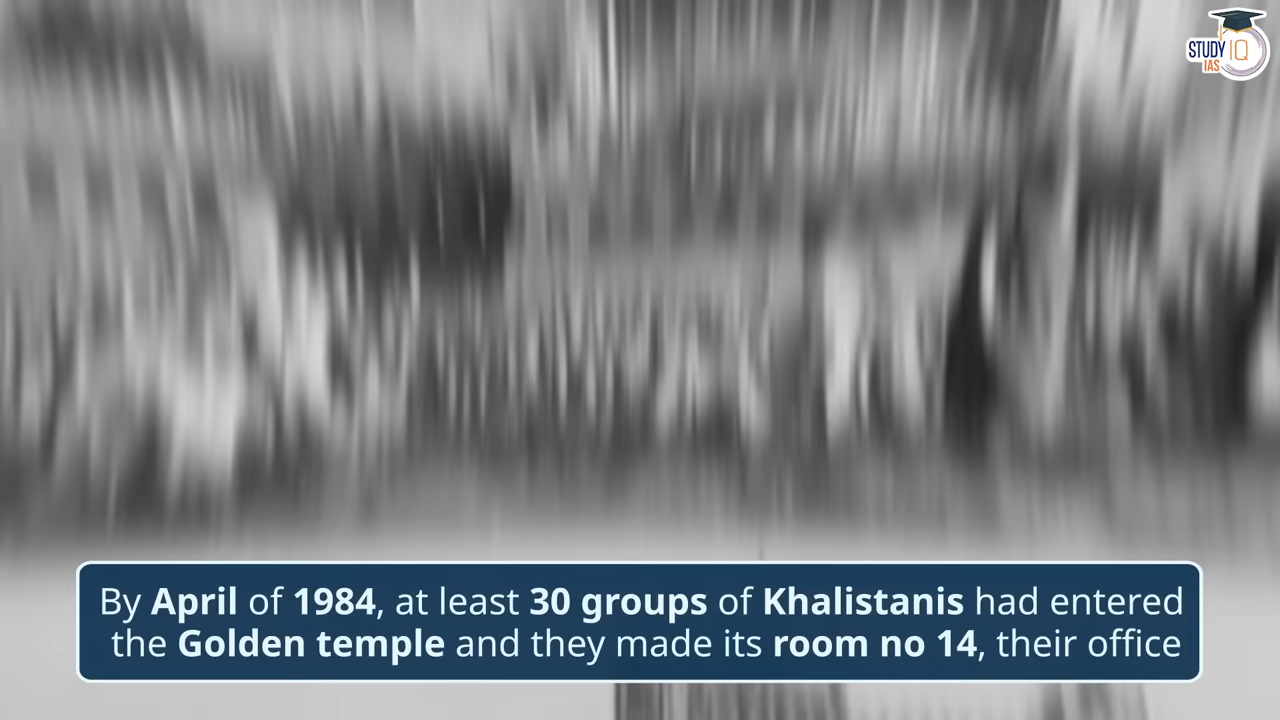 STUDY IQ
IAS
By April of 1984, at least 30 groups of Khalistanis had entered
the Golden temple and they made its room no 14, their office